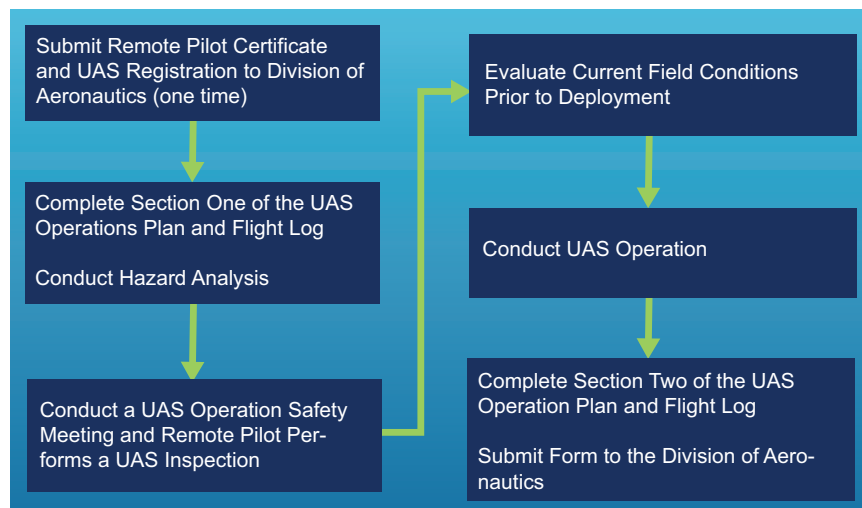 Submit Remote Pilot Certificate
and UAS Registration to Division of
Aeronautics (one time)
Complete Section One of the UAS
Operations Plan and Flight Log
Conduct Hazard Analysis
Conduct a UAS Operation Safety
Meeting and Remote Pilot Per-
forms a UAS Inspection
Evaluate Current Field Conditions
Prior to Deployment
Conduct UAS Operation
Complete Section Two of the UAS
Operation Plan and Flight Log
Submit Form to the Division of Aero-
nautics